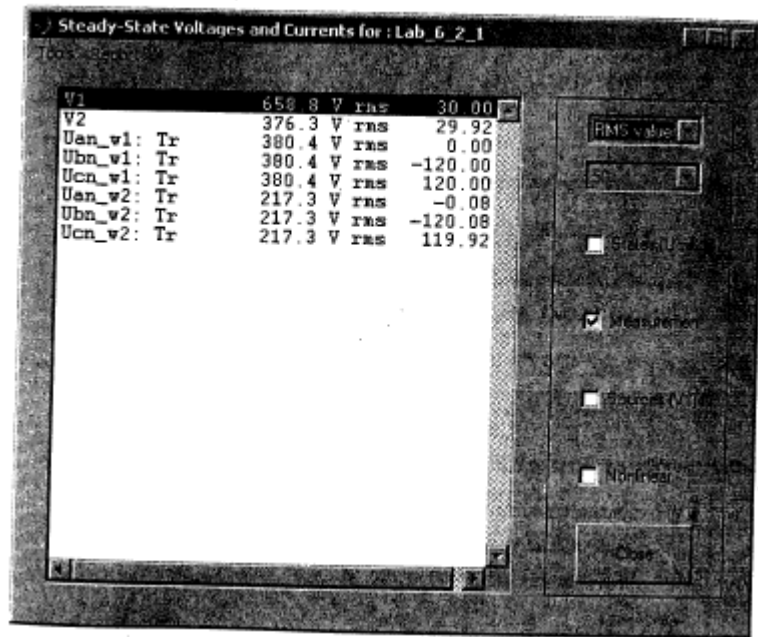 Steady-State Voltages and Currents for : Lab_6_2_1
V1 658.8 V rms 30.00
V2 376.3 V rms 29.92
Uan_w1: Tr 380.4 V rms 0.00
Ubn_w1: Tr 380.4 V rms -120.00
Ucn_w1: Tr 380.4 V rms 120.00
Uan_w2: Tr 217.3 V rms -0.08
Ubn_w2: Tr 217.3 V rms -120.08
Ucn_w2: Tr 217.3 V rms 119.92
RMS value
Measurement
Nonlinear
Close